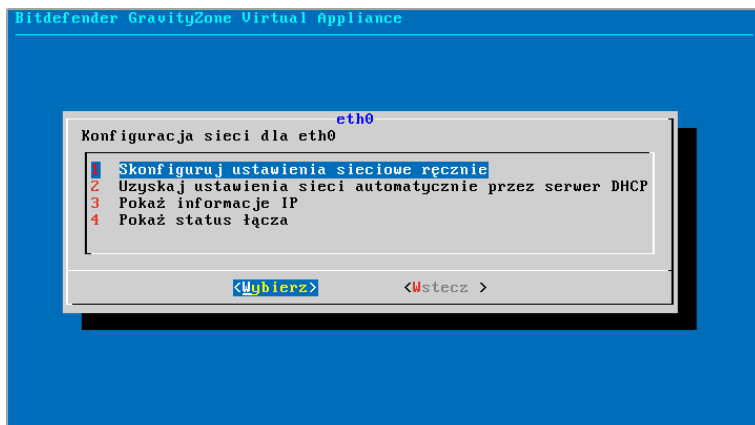 Bitdefender GravityZone Virtual Appliance
eth0
Konfiguracja sieci dla eth0
1 Skonfiguruj ustawienia sieciowe ręcznie
2 Uzyskaj ustawienia sieci automatycznie przez serwer DHCP
3 Pokaż informacje IP
4 Pokaż status łącza
<Wybierz> <Wstecz >